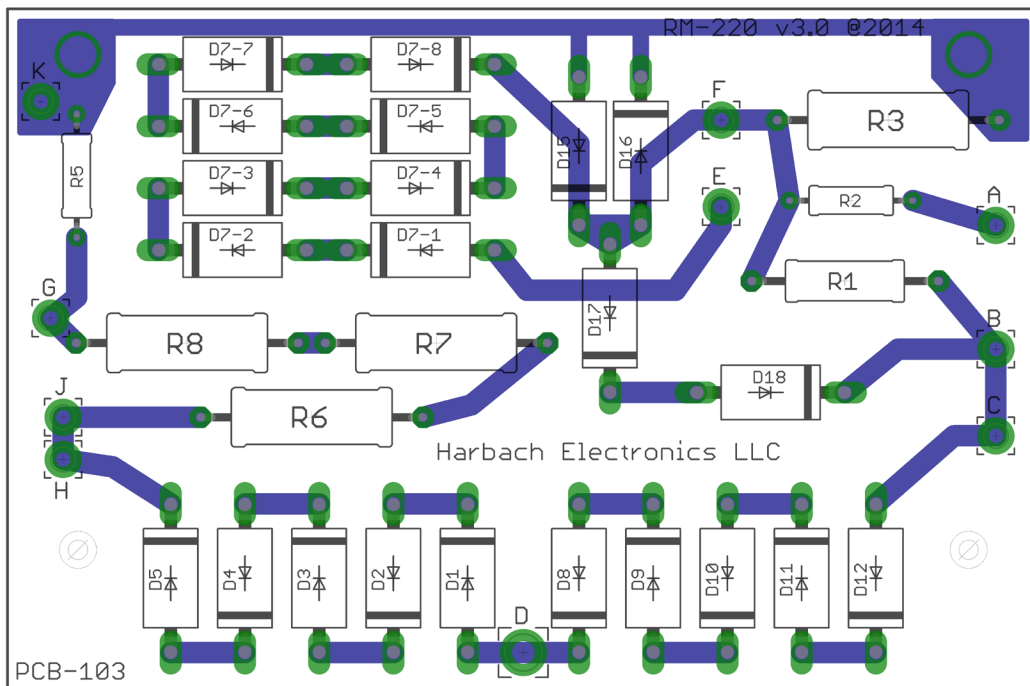 RM-220 v3.0 @2014
K
D7-7
D7-8
F
D7-6
D7-5
D15
D16
R3
R5
D7-3
D7-4
E
R2
A
D7-2
D7-1
G
D17
R1
B
R8
R7
D18
J
R6
C
Harbach Electronics LLC
H
D5
D4
D3
D2
D1
D8
D9
D10
D11
D12
D
PCB-103